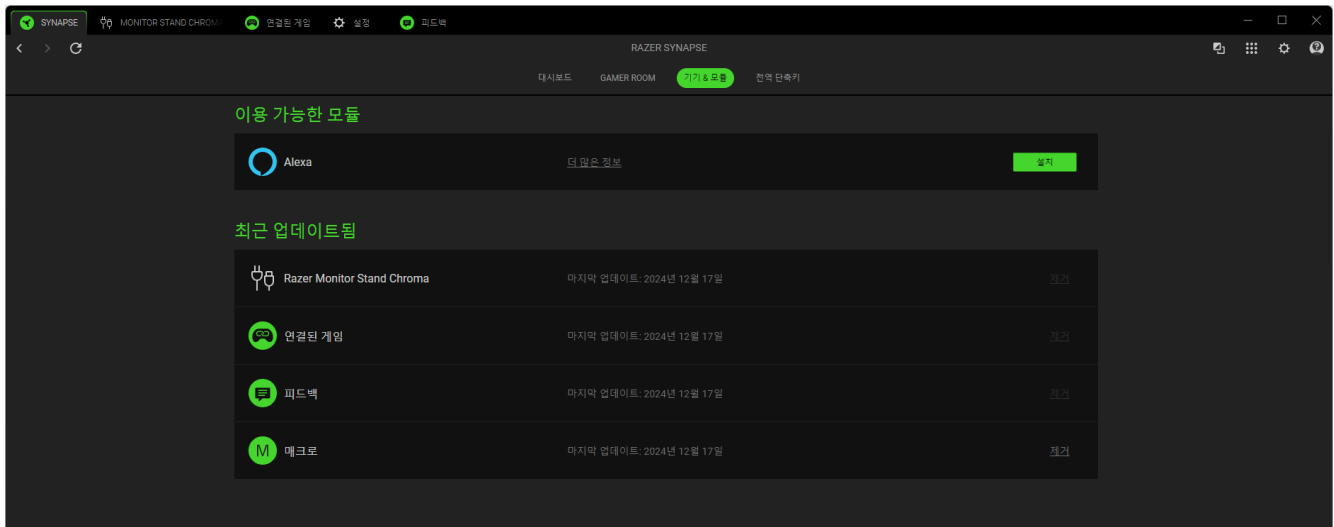 SYNAPSE MONITOR STAND CHROMA 연결된 게임 설정 피드백
RAZER SYNAPSE
대시보드 GAMER ROOM 기기 & 모듈 전역 단축키
이용 가능한 모듈
Alexa 더 많은 정보 설치
최근 업데이트됨
Razer Monitor Stand Chroma 마지막 업데이트: 2024년 12월 17일 제거
연결된 게임 마지막 업데이트: 2024년 12월 17일 제거
피드백 마지막 업데이트: 2024년 12월 17일 제거
M 매크로 마지막 업데이트: 2024년 12월 17일 제거